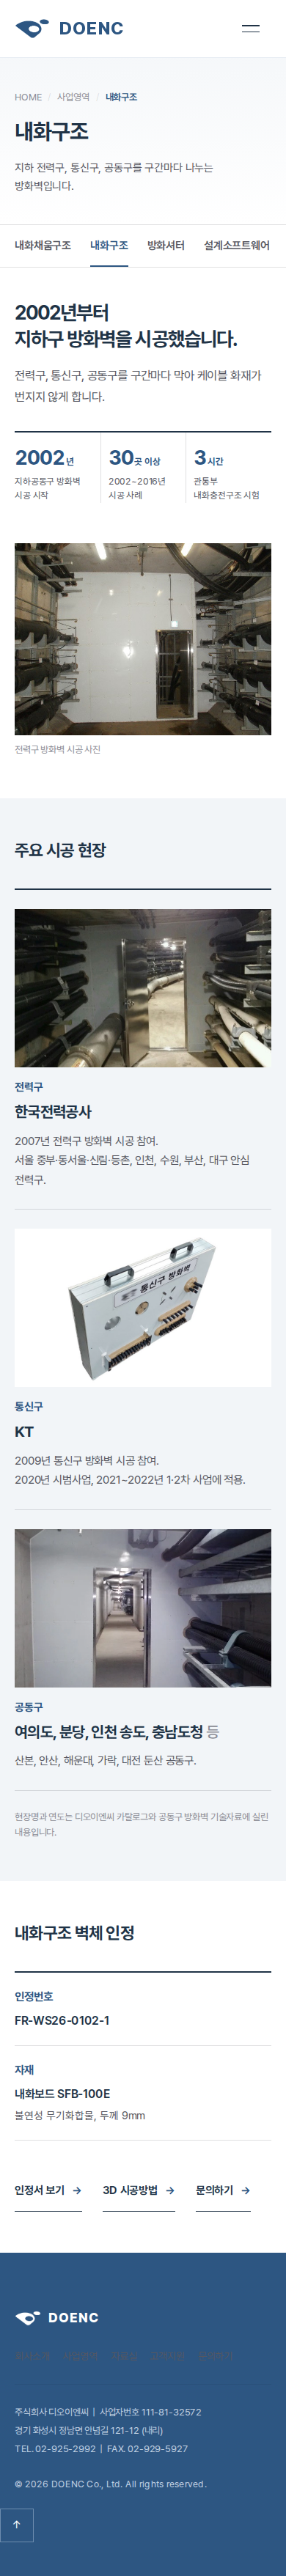 DOENC
HOME / 사업영역 / 내화구조
내화구조
지하 전력구, 통신구, 공동구를 구간마다 나누는
방화벽입니다.
내화채움구조 내화구조 방화셔터 설계소프트웨어
2002년부터
지하구 방화벽을 시공했습니다.
전력구, 통신구, 공동구를 구간마다 막아 케이블 화재가
번지지 않게 합니다.
2002 년 30 곳 이상 3 시간
지하공동구 방화벽 2002~2016년 관통부
시공 시작 시공 사례 내화충전구조 시험
전력구 방화벽 시공 사진
주요 시공 현장
전력구
한국전력공사
2007년 전력구 방화벽 시공 참여.
서울 중부·동서울·신림·등촌, 인천, 수원, 부산, 대구 안심
전력구.
통신구 방화벽
통신구
KT
2009년 통신구 방화벽 시공 참여.
2020년 시범사업, 2021~2022년 1·2차 사업에 적용.
공동구
여의도, 분당, 인천 송도, 충남도청 등
산본, 안산, 해운대, 가락, 대전 둔산 공동구.
현장명과 연도는 디오이엔씨 카탈로그와 공동구 방화벽 기술자료에 실린
내용입니다.
내화구조 벽체 인정
인정번호
FR-WS26-0102-1
자재
내화보드 SFB-100E
불연성 무기화합물, 두께 9mm
인정서 보기 → 3D 시공방법 → 문의하기 →
DOENC
주식회사 디오이엔씨 | 사업자번호 111-81-32572
경기 화성시 정남면 안녕길 121-12 (내리)
TEL. 02-925-2992 | FAX. 02-929-5927
© 2026 DOENC Co., Ltd. All rights reserved.
↑